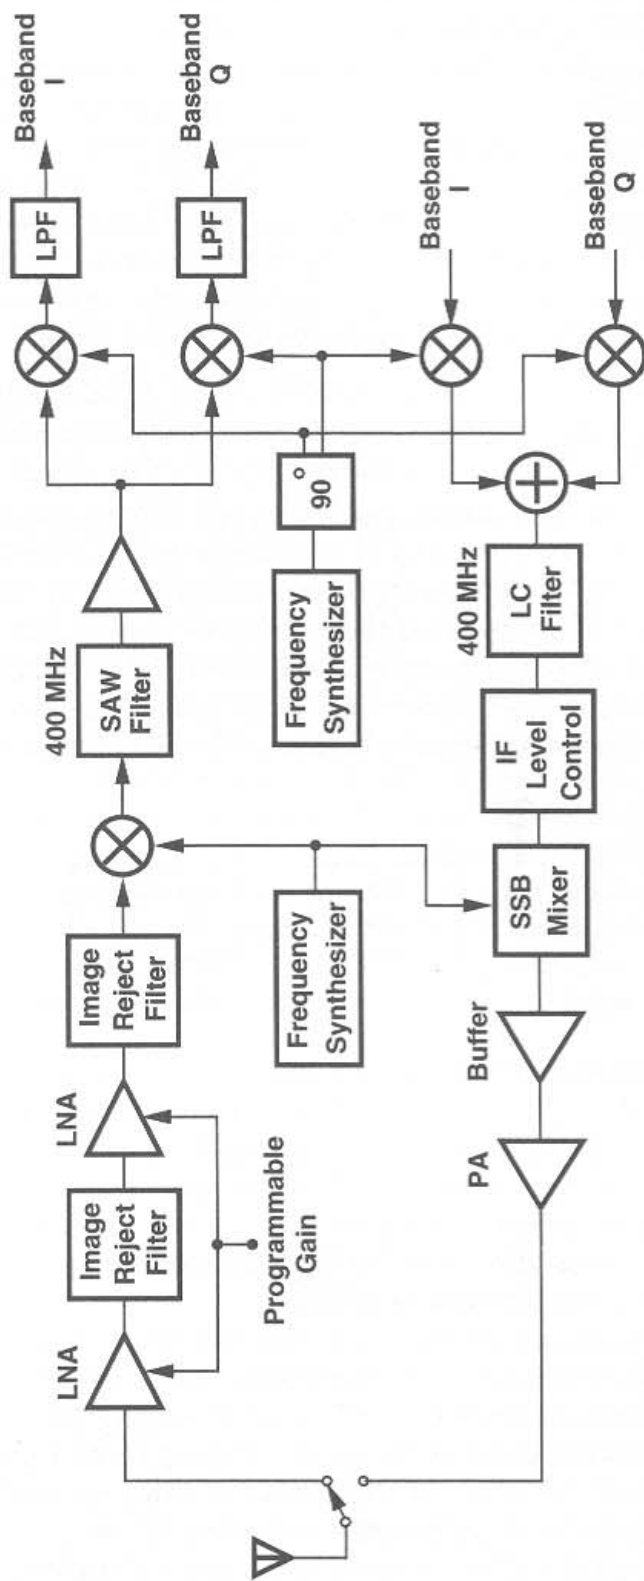 LNA
Image
Reject
Filter
LNA
Image
Reject
Filter
Programmable
Gain
400 MHz
SAW
Filter
LPF
Baseband
I
LPF
Baseband
Q
Frequency
Synthesizer
Frequency
Synthesizer
90°
Baseband
I
Baseband
Q
PA
Buffer
SSB
Mixer
IF
Level
Control
400 MHz
LC
Filter